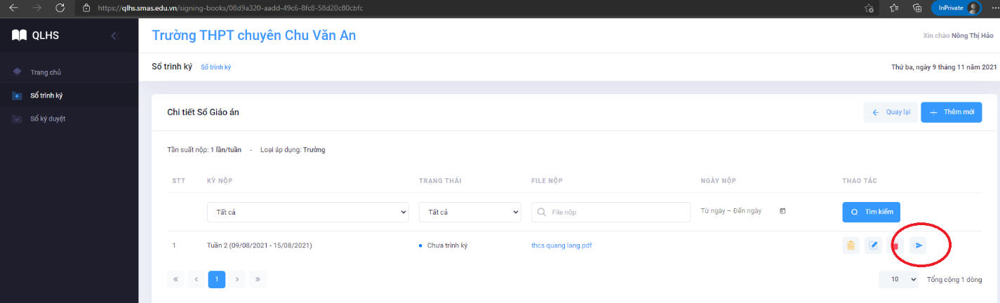 https://qlhs.smas.edu.vn/signing-books/08d9a320-aadd-49c6-8fc8-58d20c80cbfc InPrivate
QLHS
Trường THPT chuyên Chu Văn An
Xin chào Nông Thị Hảo
Trang chủ
Sổ trình ký
Sổ ký duyệt
Sổ trình ký Sổ trình ký
Thứ ba, ngày 9 tháng 11 năm 2021
Chi tiết Sổ Giáo án
Quay lại
Thêm mới
Tần suất nộp: 1 lần/tuần - Loại áp dụng: Trường
STT KỲ NỘP TRẠNG THÁI FILE NỘP NGÀY NỘP THAO TÁC
Tất cả Tất cả File nộp Từ ngày – Đến ngày Tìm kiếm
1 Tuần 2 (09/08/2021 - 15/08/2021) Chưa trình ký thcs quang lang.pdf
« ‹ 1 › » 10 Tổng cộng 1 dòng